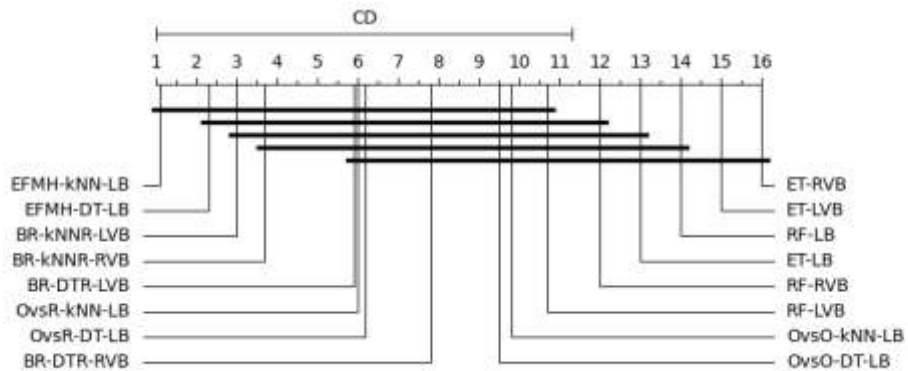 CD
1 2 3 4 5 6 7 8 9 10 11 12 13 14 15 16
EFMH-kNN-LB ET-RVB
EFMH-DT-LB ET-LVB
BR-kNNR-LVB RF-LB
BR-kNNR-RVB ET-LB
BR-DTR-LVB RF-RVB
OvsR-kNN-LB RF-LVB
OvsR-DT-LB OvsO-kNN-LB
BR-DTR-RVB OvsO-DT-LB